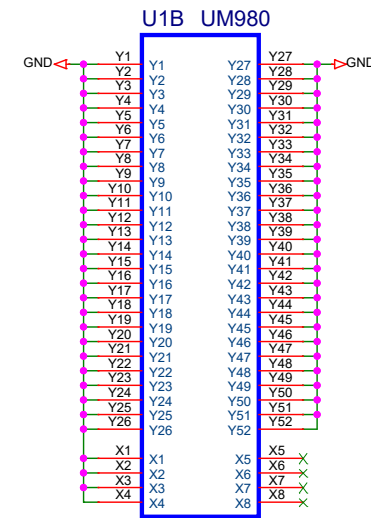 U1B UM980
GND Y1 Y1 Y27 Y27 GND
Y2 Y2 Y28 Y28
Y3 Y3 Y29 Y29
Y4 Y4 Y30 Y30
Y5 Y5 Y31 Y31
Y6 Y6 Y32 Y32
Y7 Y7 Y33 Y33
Y8 Y8 Y34 Y34
Y9 Y9 Y35 Y35
Y10 Y10 Y36 Y36
Y11 Y11 Y37 Y37
Y12 Y12 Y38 Y38
Y13 Y13 Y39 Y39
Y14 Y14 Y40 Y40
Y15 Y15 Y41 Y41
Y16 Y16 Y42 Y42
Y17 Y17 Y43 Y43
Y18 Y18 Y44 Y44
Y19 Y19 Y45 Y45
Y20 Y20 Y46 Y46
Y21 Y21 Y47 Y47
Y22 Y22 Y48 Y48
Y23 Y23 Y49 Y49
Y24 Y24 Y50 Y50
Y25 Y25 Y51 Y51
Y26 Y26 Y52 Y52
X1 X1 X5 X5
X2 X2 X6 X6
X3 X3 X7 X7
X4 X4 X8 X8